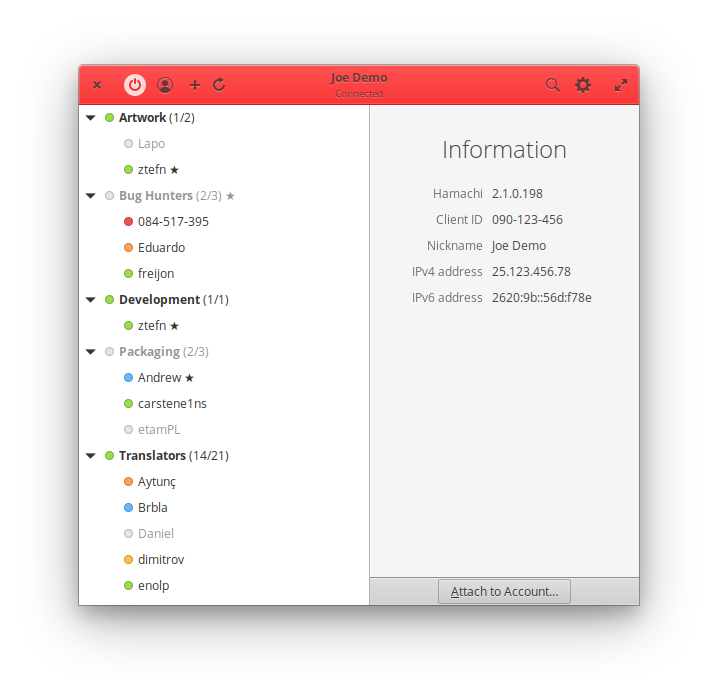 Joe Demo
Connected
Artwork (1/2)
Lapo
ztefn ★
Bug Hunters (2/3) ★
084-517-395
Eduardo
freijon
Development (1/1)
ztefn ★
Packaging (2/3)
Andrew ★
carstene1ns
etamPL
Translators (14/21)
Aytunç
Brbla
Daniel
dimitrov
enolp
Information
Hamachi 2.1.0.198
Client ID 090-123-456
Nickname Joe Demo
IPv4 address 25.123.456.78
IPv6 address 2620:9b::56d:f78e
Attach to Account...